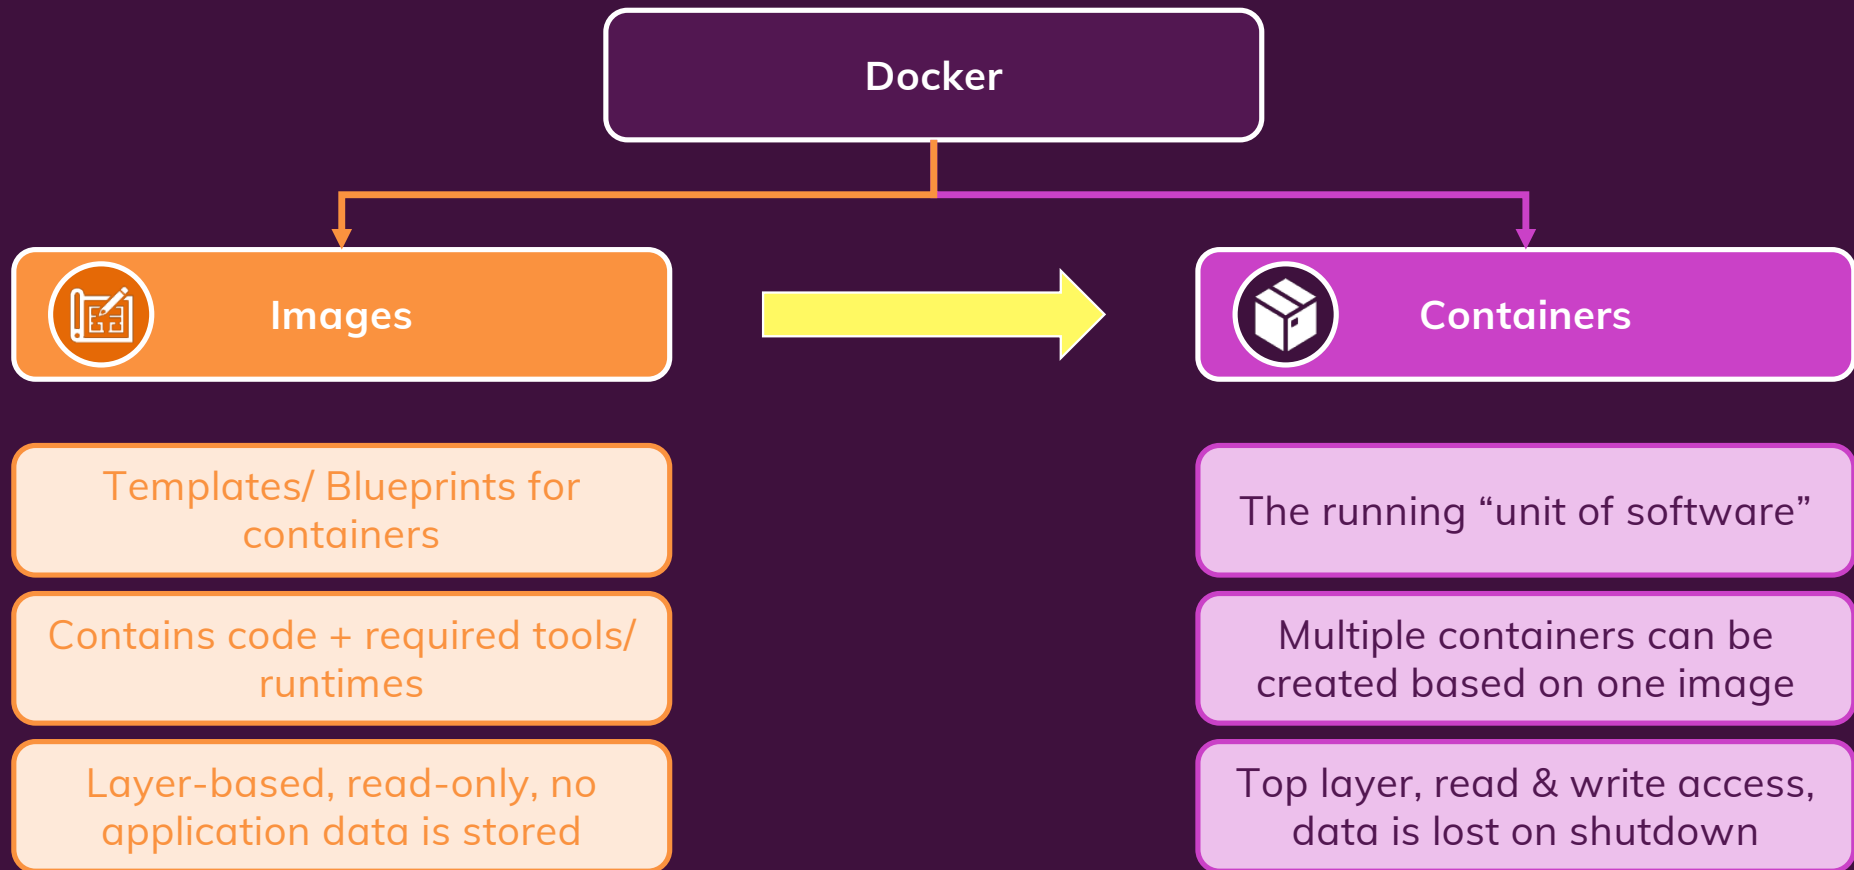 Docker
Images
Containers
Templates/ Blueprints for
containers
Contains code + required tools/
runtimes
Layer-based, read-only, no
application data is stored
The running “unit of software”
Multiple containers can be
created based on one image
Top layer, read & write access,
data is lost on shutdown